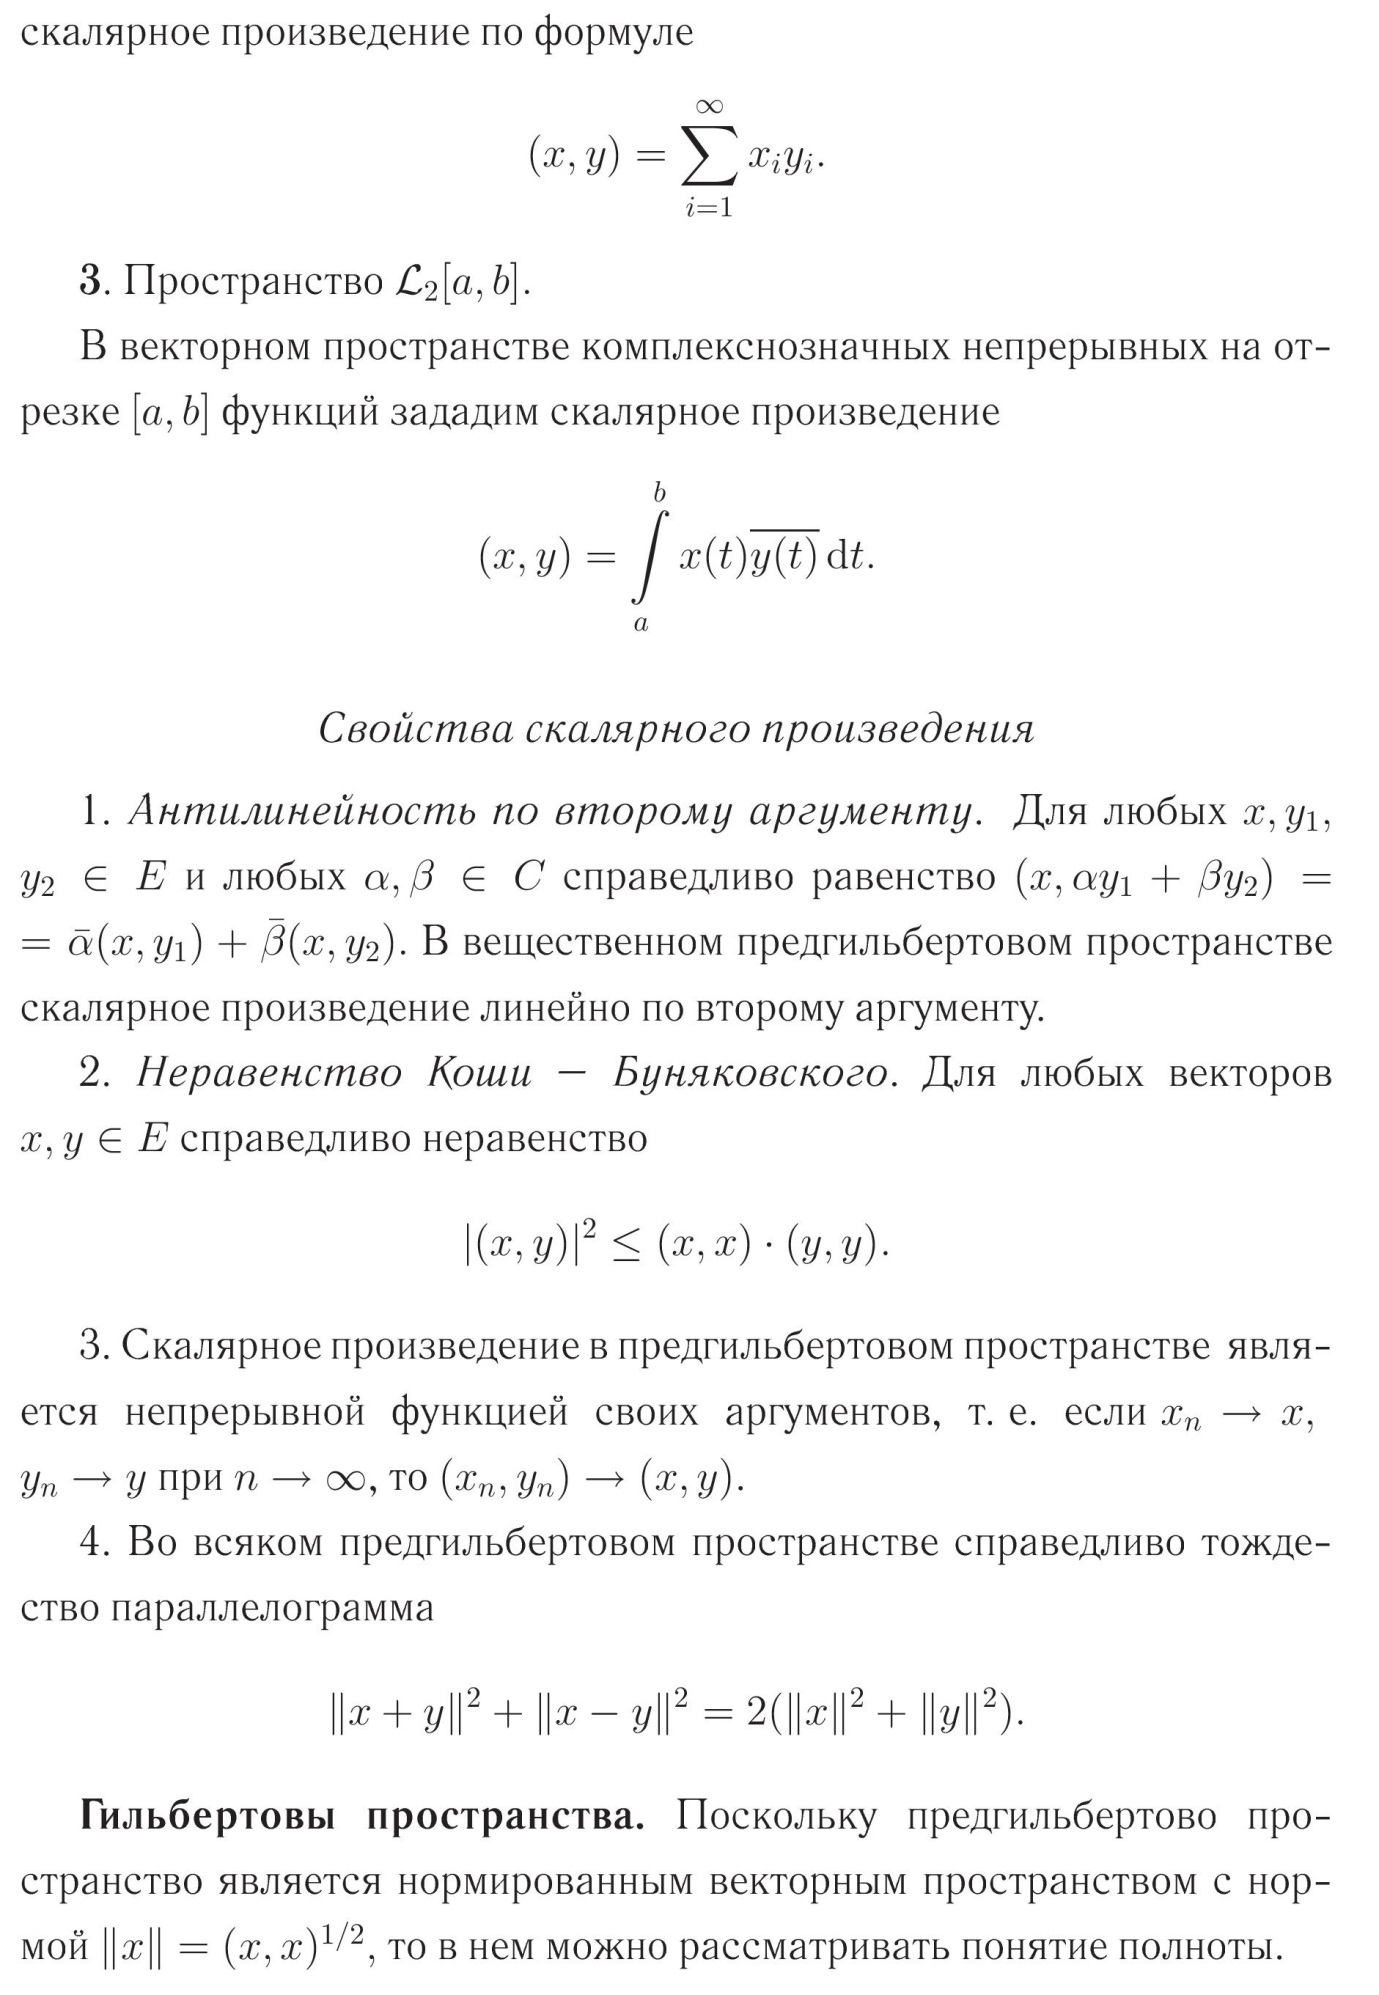 скалярное произведение по формуле
(x, y) = \sum_{i=1}^{\infty} x_i y_i.
3. Пространство \mathcal{L}_2[a, b].
В векторном пространстве комплекснозначных непрерывных на от-
резке [a, b] функций зададим скалярное произведение
(x, y) = \int_a^b x(t)\overline{y(t)} dt.
Свойства скалярного произведения
1. Антилинейность по второму аргументу. Для любых x, y_1,
y_2 ∈ E и любых α, β ∈ C справедливо равенство (x, αy_1 + βy_2) =
= \bar{α}(x, y_1) + \bar{β}(x, y_2). В вещественном предгильбертовом пространстве
скалярное произведение линейно по второму аргументу.
2. Неравенство Коши – Буняковского. Для любых векторов
x, y ∈ E справедливо неравенство
|(x, y)|^2 ≤ (x, x) · (y, y).
3. Скалярное произведение в предгильбертовом пространстве явля-
ется непрерывной функцией своих аргументов, т. е. если x_n → x,
y_n → y при n → ∞, то (x_n, y_n) → (x, y).
4. Во всяком предгильбертовом пространстве справедливо тожде-
ство параллелограмма
‖x + y‖^2 + ‖x − y‖^2 = 2(‖x‖^2 + ‖y‖^2).
Гильбертовы пространства. Поскольку предгильбертово про-
странство является нормированным векторным пространством с нор-
мой ‖x‖ = (x, x)^{1/2}, то в нем можно рассматривать понятие полноты.